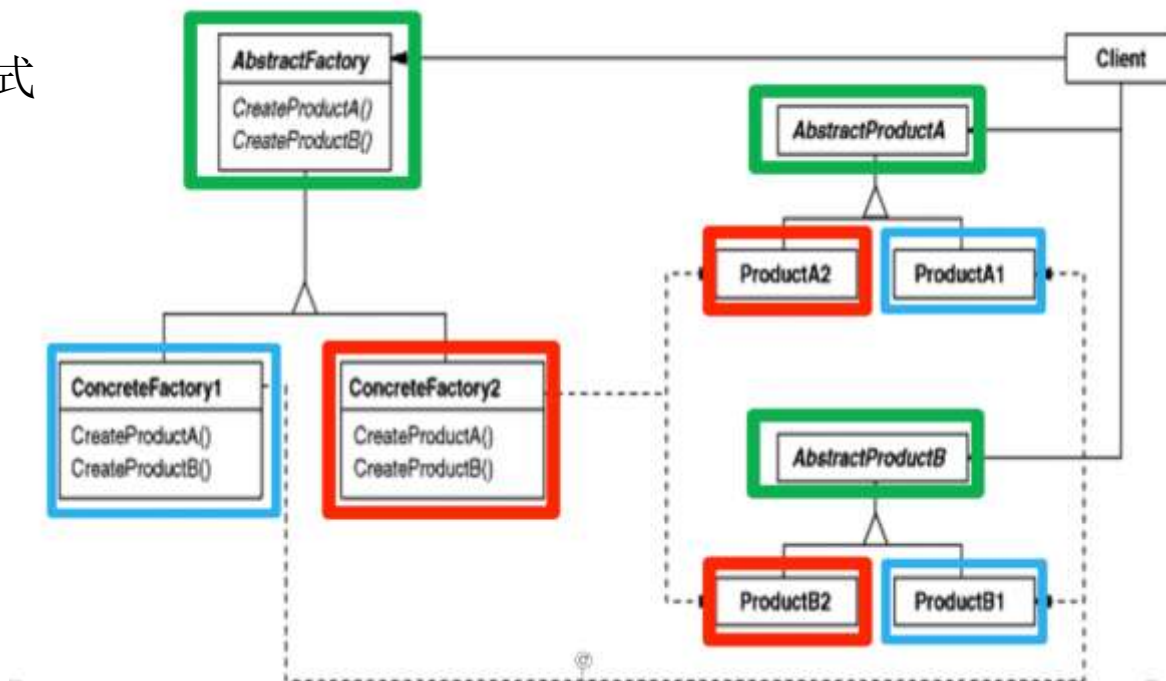 式
AbstractFactory
CreateProductA()
CreateProductB()
Client
AbstractProductA
ProductA2
ProductA1
ConcreteFactory1
CreateProductA()
CreateProductB()
ConcreteFactory2
CreateProductA()
CreateProductB()
AbstractProductB
ProductB2
ProductB1